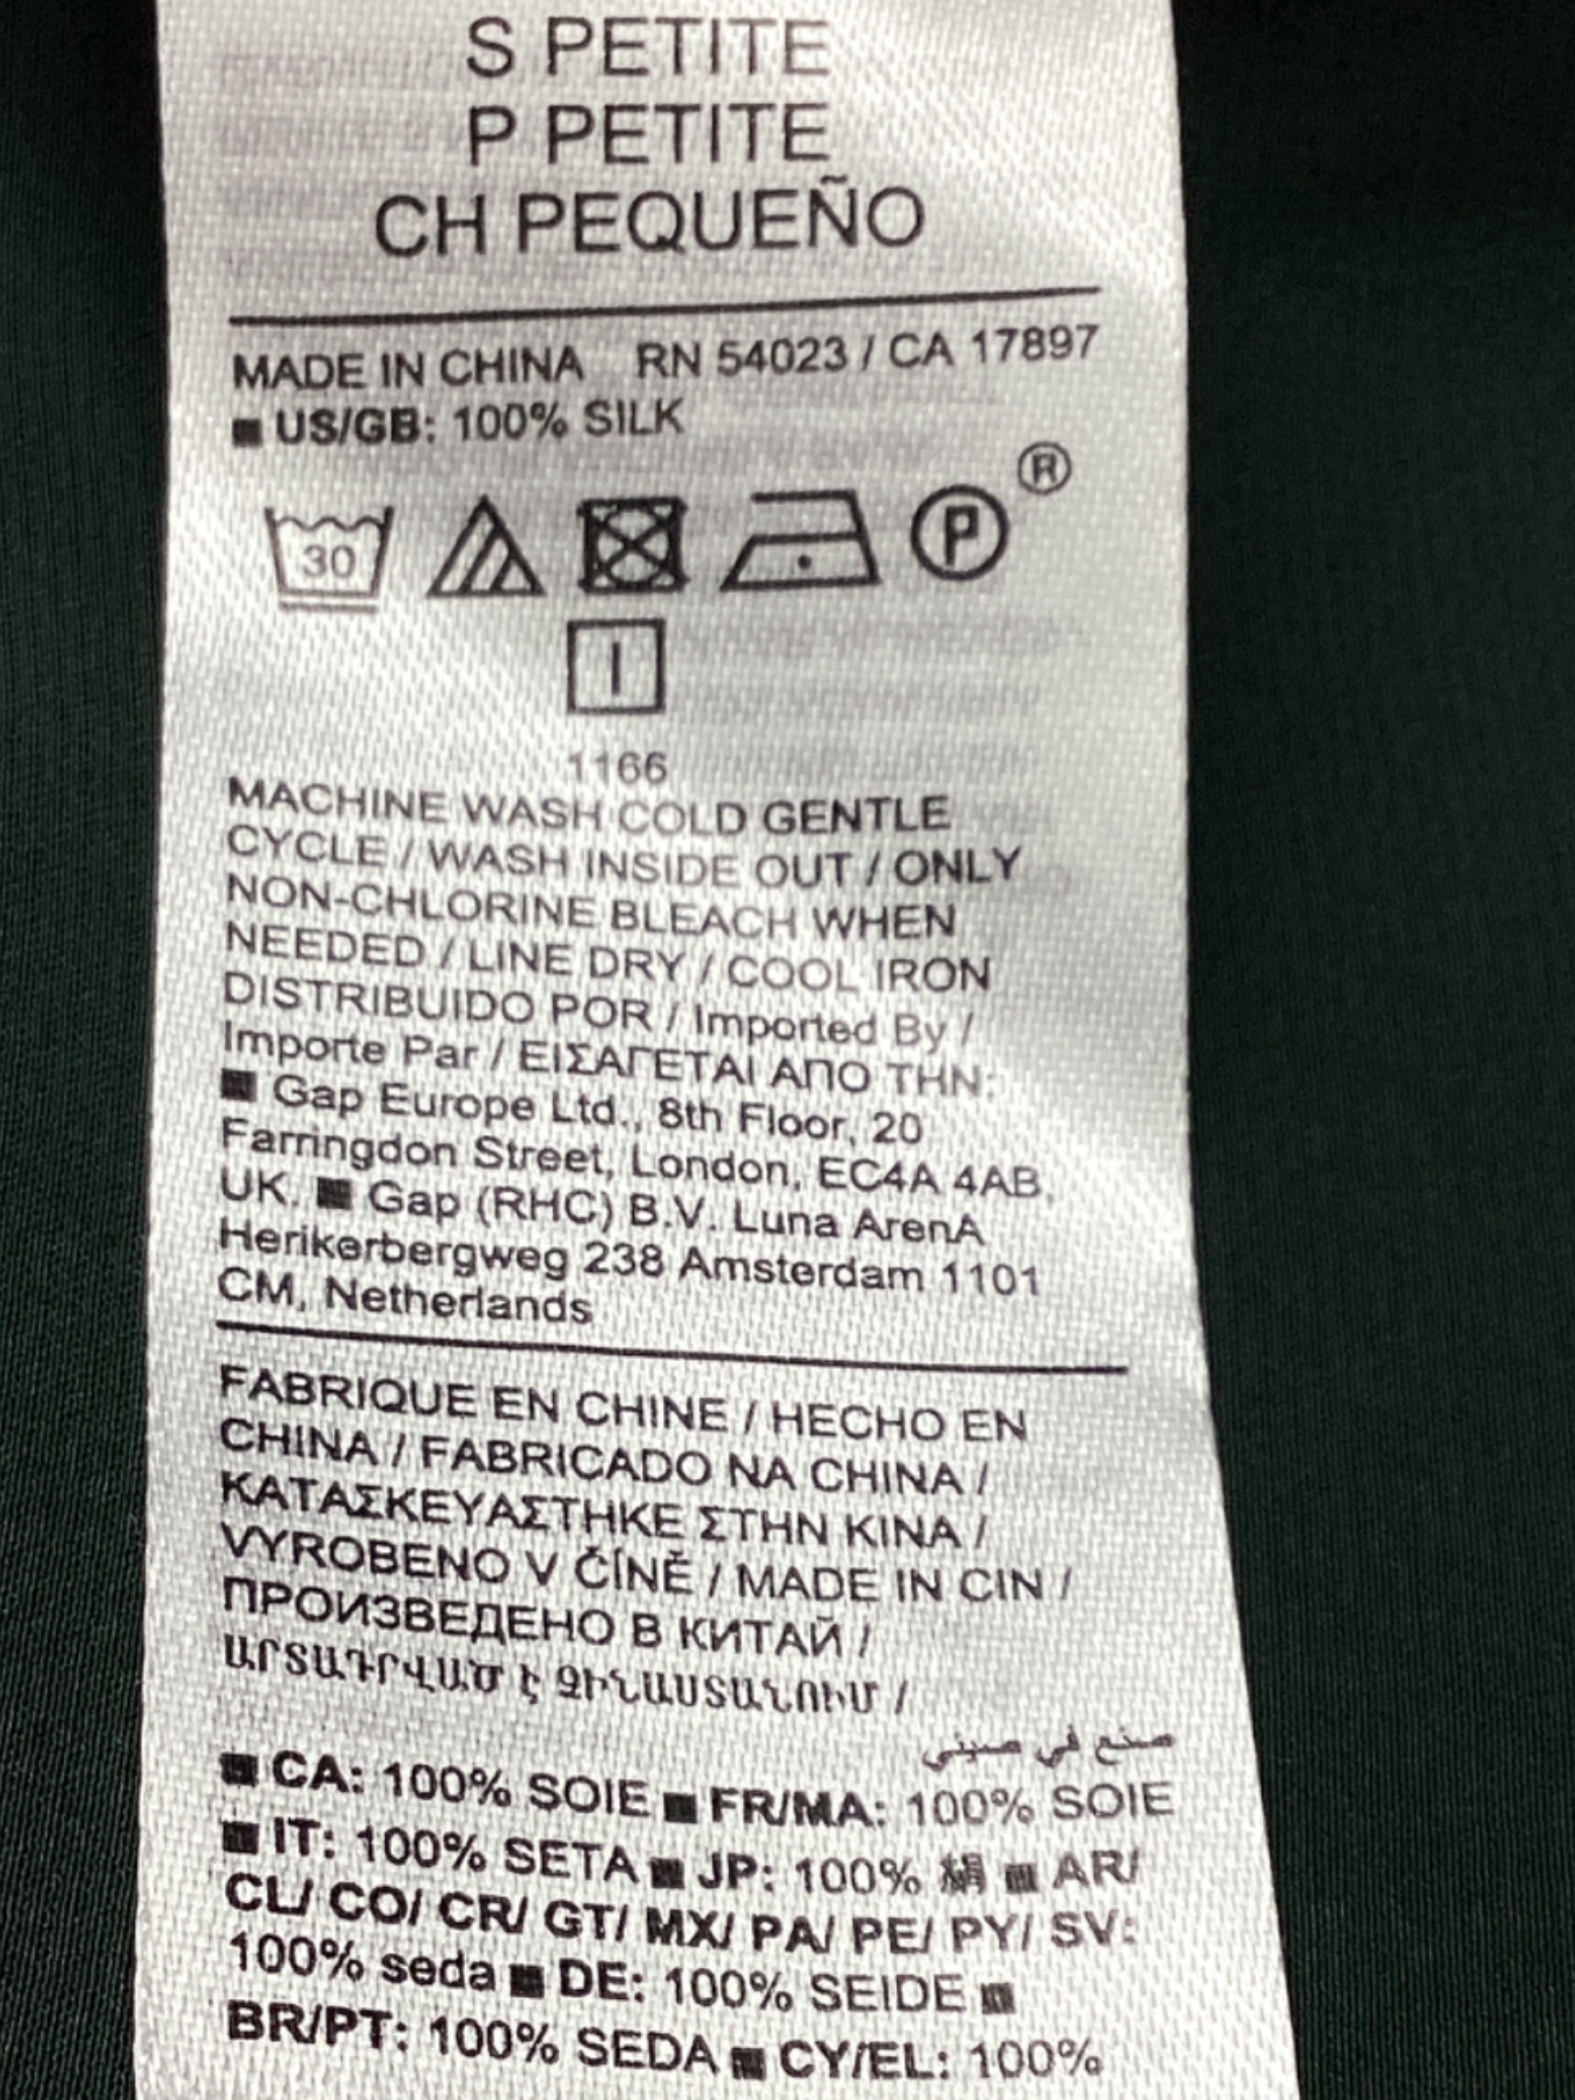 S PETITE
P PETITE
CH PEQUEÑO
MADE IN CHINA RN 54023 / CA 17897
■ US/GB: 100% SILK
®
30 P
I
1166
MACHINE WASH COLD GENTLE
CYCLE / WASH INSIDE OUT / ONLY
NON-CHLORINE BLEACH WHEN
NEEDED / LINE DRY / COOL IRON
DISTRIBUIDO POR / Imported By /
Importe Par / ΕΙΣΑΓΕΤΑΙ ΑΠΟ ΤΗΝ:
■ Gap Europe Ltd., 8th Floor, 20
Farringdon Street, London, EC4A 4AB,
UK. ■ Gap (RHC) B.V. Luna ArenA
Herikerbergweg 238 Amsterdam 1101
CM, Netherlands
FABRIQUE EN CHINE / HECHO EN
CHINA / FABRICADO NA CHINA /
ΚΑΤΑΣΚΕΥΑΣΤΗΚΕ ΣΤΗΝ ΚΙΝΑ /
VYROBENO V ČÍNĚ / MADE IN CIN /
ПРОИЗВЕДЕНО В КИТАЙ /
ԱՐՏԱԴՐՎԱԾ Է ՉԻՆԱՍՏԱՆՈՒՄ /
صنع في صيني
■ CA: 100% SOIE ■ FR/MA: 100% SOIE
■ IT: 100% SETA ■ JP: 100% 絹 ■ AR/
CL/ CO/ CR/ GT/ MX/ PA/ PE/ PY/ SV:
100% seda ■ DE: 100% SEIDE ■
BR/PT: 100% SEDA ■ CY/EL: 100%